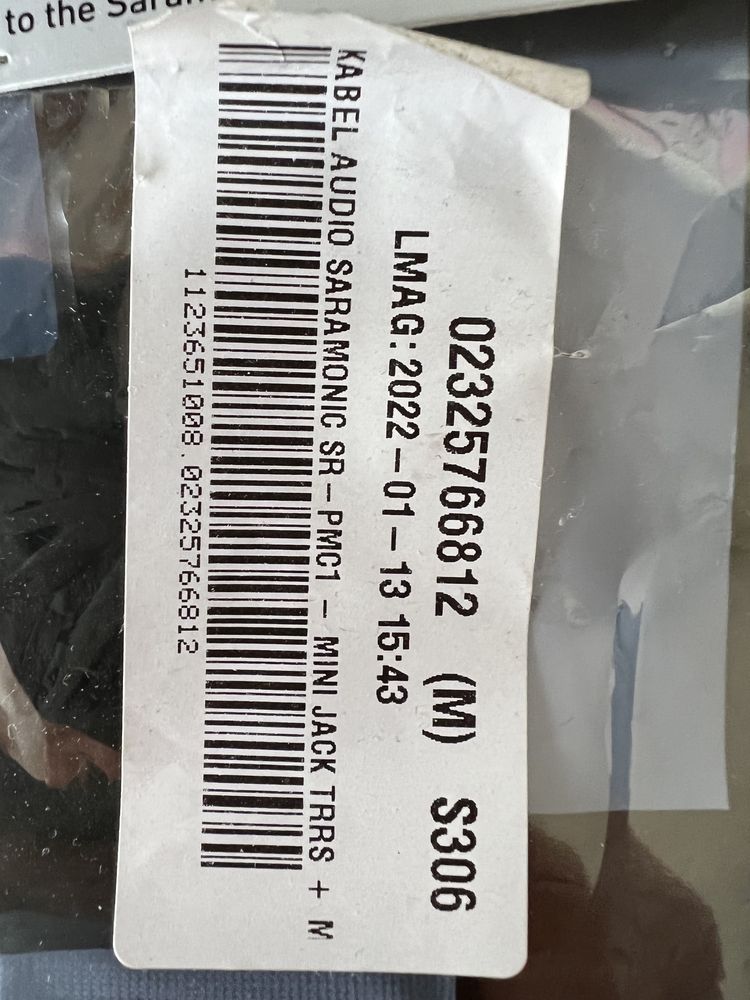 to the Saram
02325766812 (M) S306
LMAG: 2022-01-13 15:43
KABEL AUDIO SARAMONIC SR-PMC1 - MINI JACK TRRS + M
1123651008.02325766812